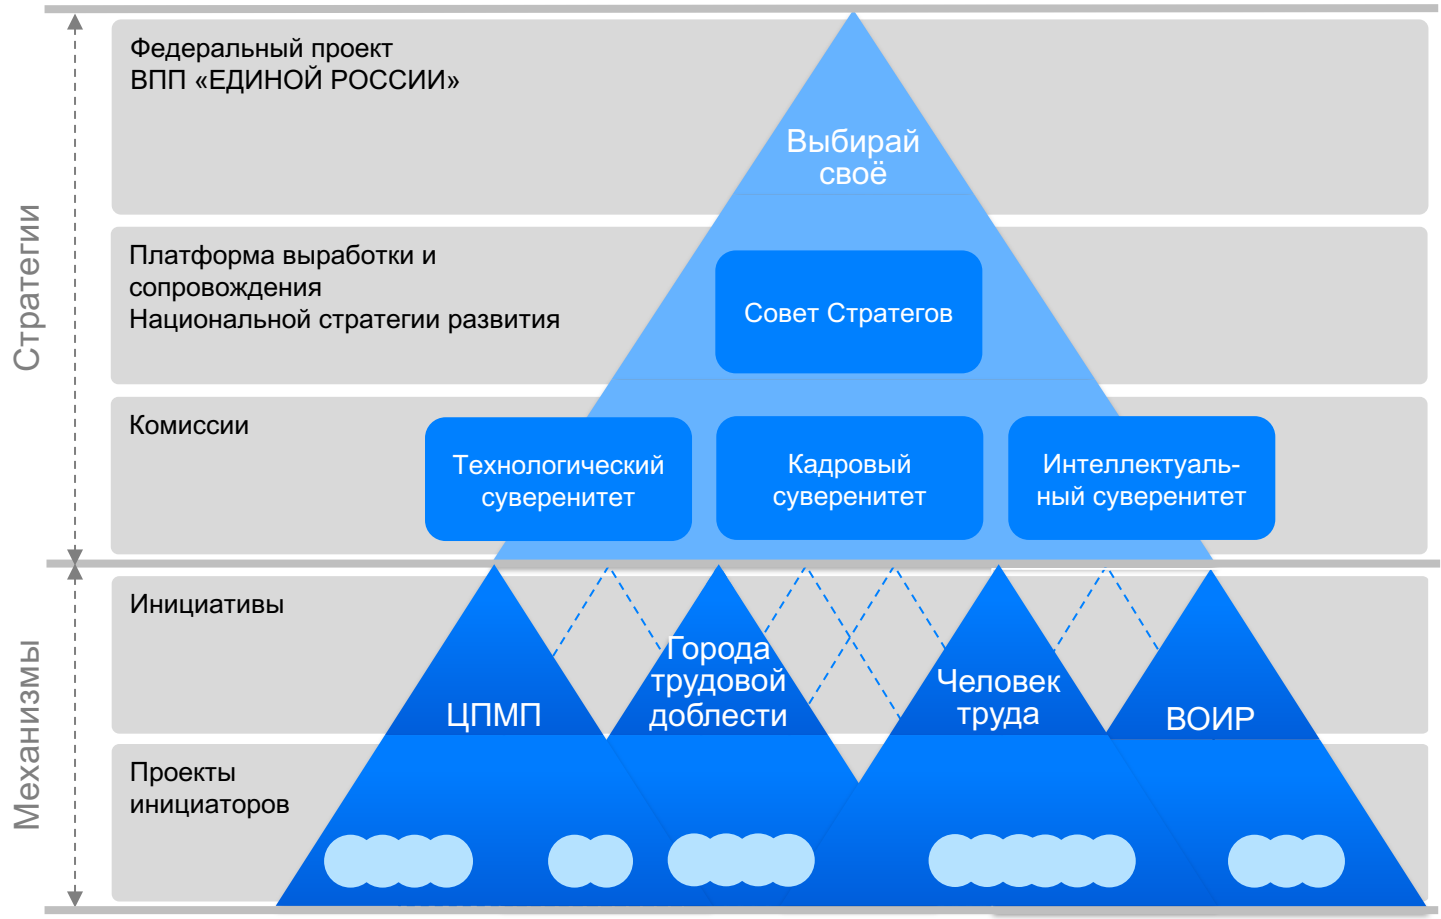 Федеральный проект
ВПП «ЕДИНОЙ РОССИИ»
Выбирай
своё
Стратегии
Платформа выработки и
сопровождения
Национальной стратегии развития
Совет Стратегов
Комиссии
Технологический
суверенитет
Кадровый
суверенитет
Интеллектуаль-
ный суверенитет
Механизмы
Инициативы
ЦПМП
Города
трудовой
доблести
Человек
труда
ВОИР
Проекты
инициаторов